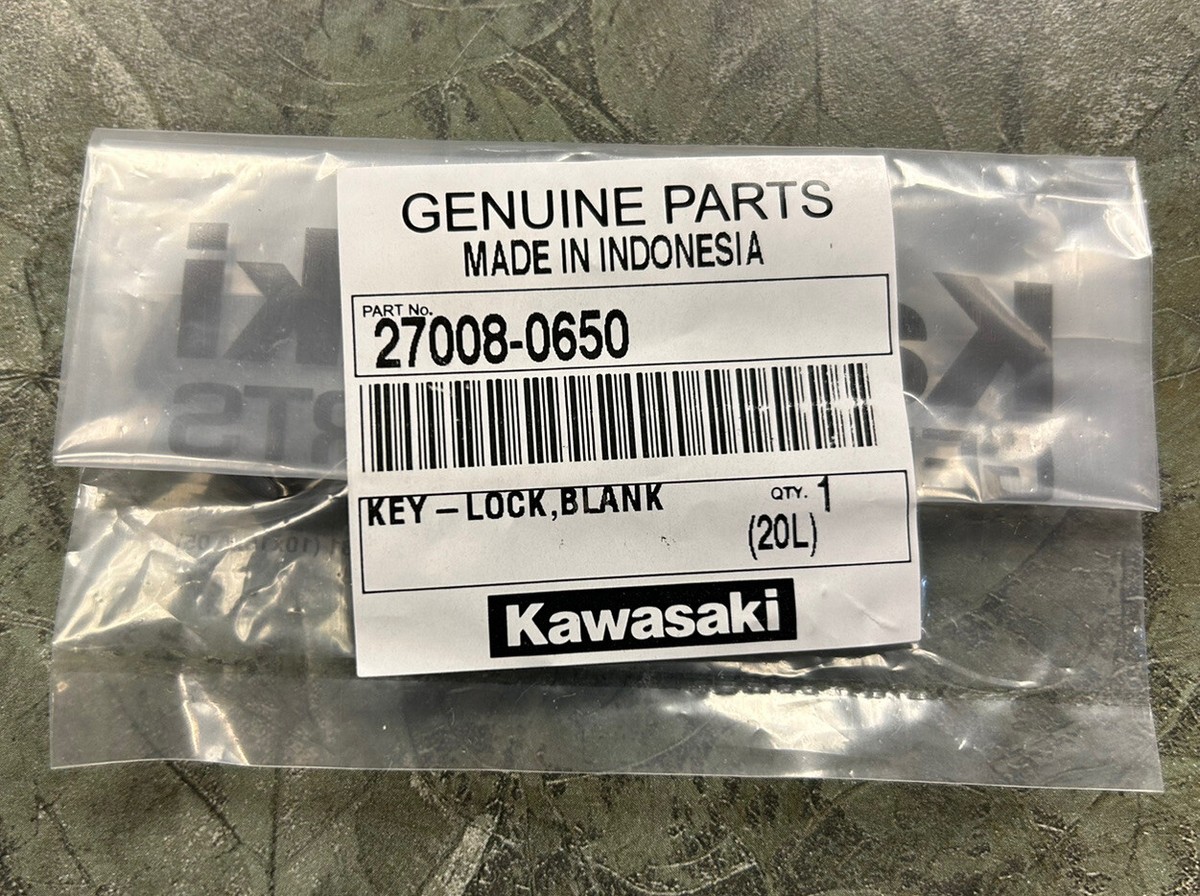 GENUINE PARTS
MADE IN INDONESIA
PART No.
27008-0650
KEY-LOCK,BLANK QTY. 1
(20L)
Kawasaki